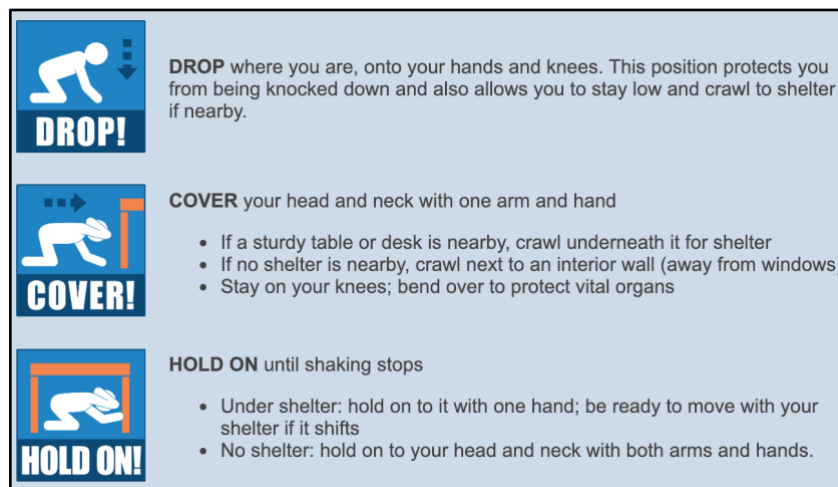 DROP!
DROP where you are, onto your hands and knees. This position protects you
from being knocked down and also allows you to stay low and crawl to shelter
if nearby.
COVER!
COVER your head and neck with one arm and hand
• If a sturdy table or desk is nearby, crawl underneath it for shelter
• If no shelter is nearby, crawl next to an interior wall (away from windows)
• Stay on your knees; bend over to protect vital organs
HOLD ON!
HOLD ON until shaking stops
• Under shelter: hold on to it with one hand; be ready to move with your
shelter if it shifts
• No shelter: hold on to your head and neck with both arms and hands.